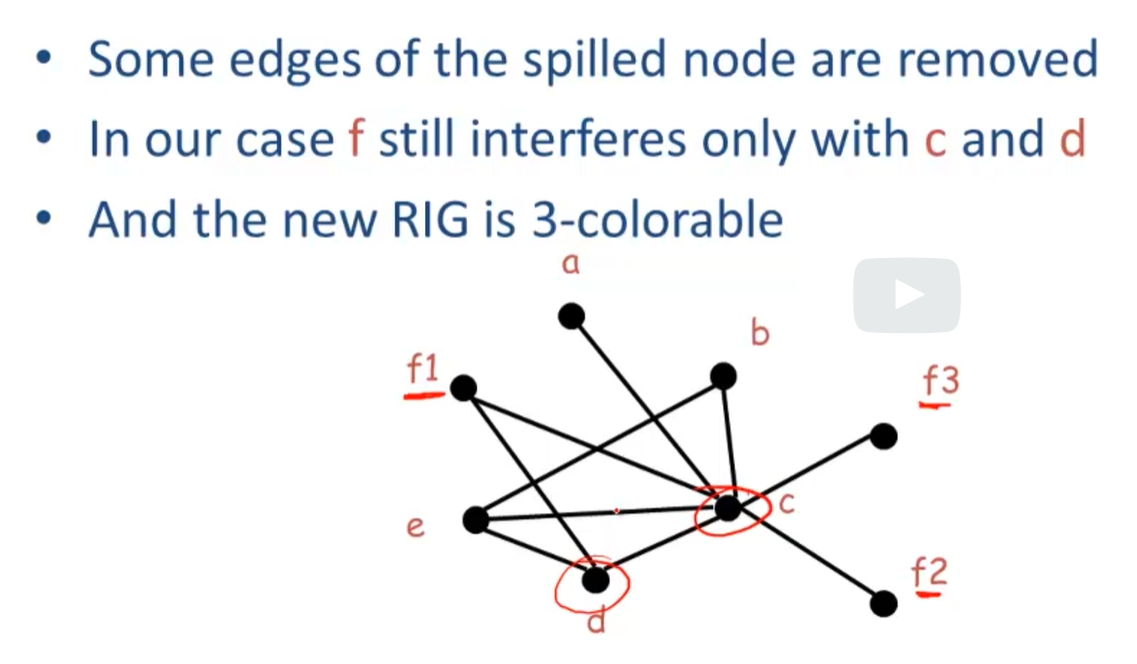 • Some edges of the spilled node are removed
• In our case f still interferes only with c and d
• And the new RIG is 3-colorable
a
b
f1
f3
c
e
f2
d